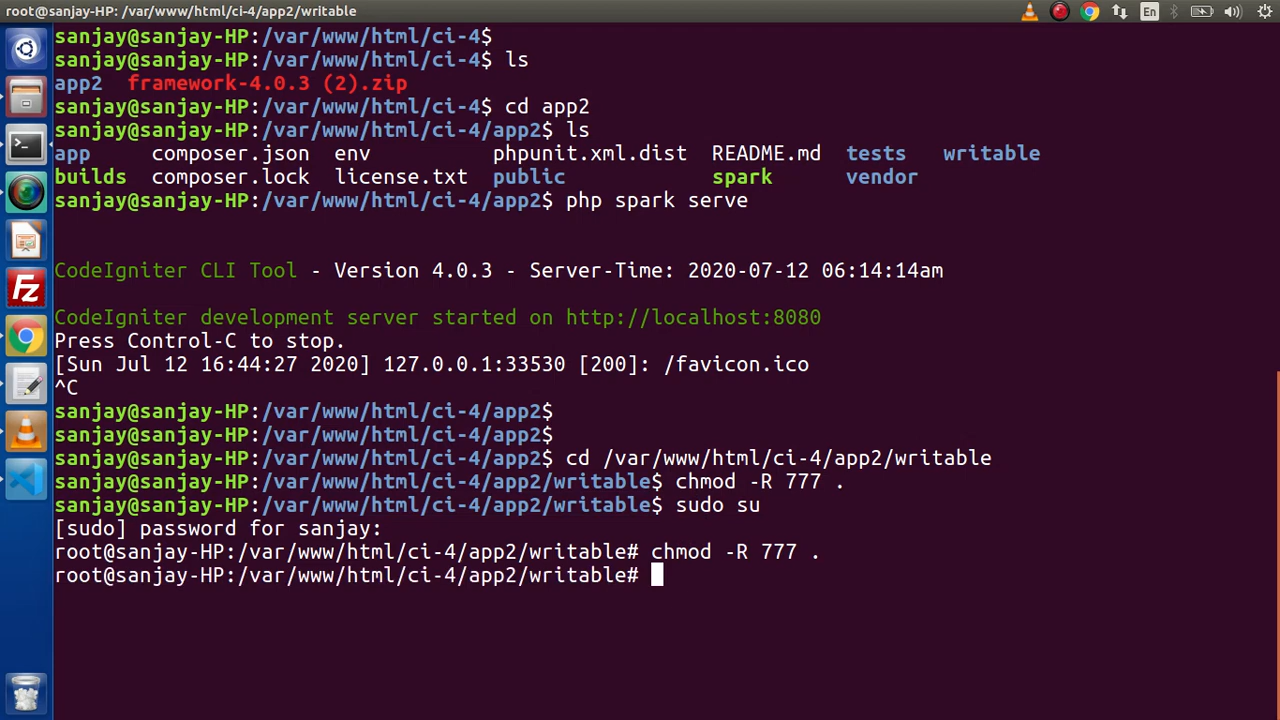 root@sanjay-HP: /var/www/html/ci-4/app2/writable
En
sanjay@sanjay-HP:/var/www/html/ci-4$
sanjay@sanjay-HP:/var/www/html/ci-4$ ls
app2  framework-4.0.3 (2).zip
sanjay@sanjay-HP:/var/www/html/ci-4$ cd app2
sanjay@sanjay-HP:/var/www/html/ci-4/app2$ ls
app     composer.json  env          phpunit.xml.dist  README.md  tests   writable
builds  composer.lock  license.txt  public            spark      vendor
sanjay@sanjay-HP:/var/www/html/ci-4/app2$ php spark serve
CodeIgniter CLI Tool - Version 4.0.3 - Server-Time: 2020-07-12 06:14:14am
CodeIgniter development server started on http://localhost:8080
Press Control-C to stop.
[Sun Jul 12 16:44:27 2020] 127.0.0.1:33530 [200]: /favicon.ico
^C
sanjay@sanjay-HP:/var/www/html/ci-4/app2$
sanjay@sanjay-HP:/var/www/html/ci-4/app2$
sanjay@sanjay-HP:/var/www/html/ci-4/app2$ cd /var/www/html/ci-4/app2/writable
sanjay@sanjay-HP:/var/www/html/ci-4/app2/writable$ chmod -R 777 .
sanjay@sanjay-HP:/var/www/html/ci-4/app2/writable$ sudo su
[sudo] password for sanjay:
root@sanjay-HP:/var/www/html/ci-4/app2/writable# chmod -R 777 .
root@sanjay-HP:/var/www/html/ci-4/app2/writable#
Fz